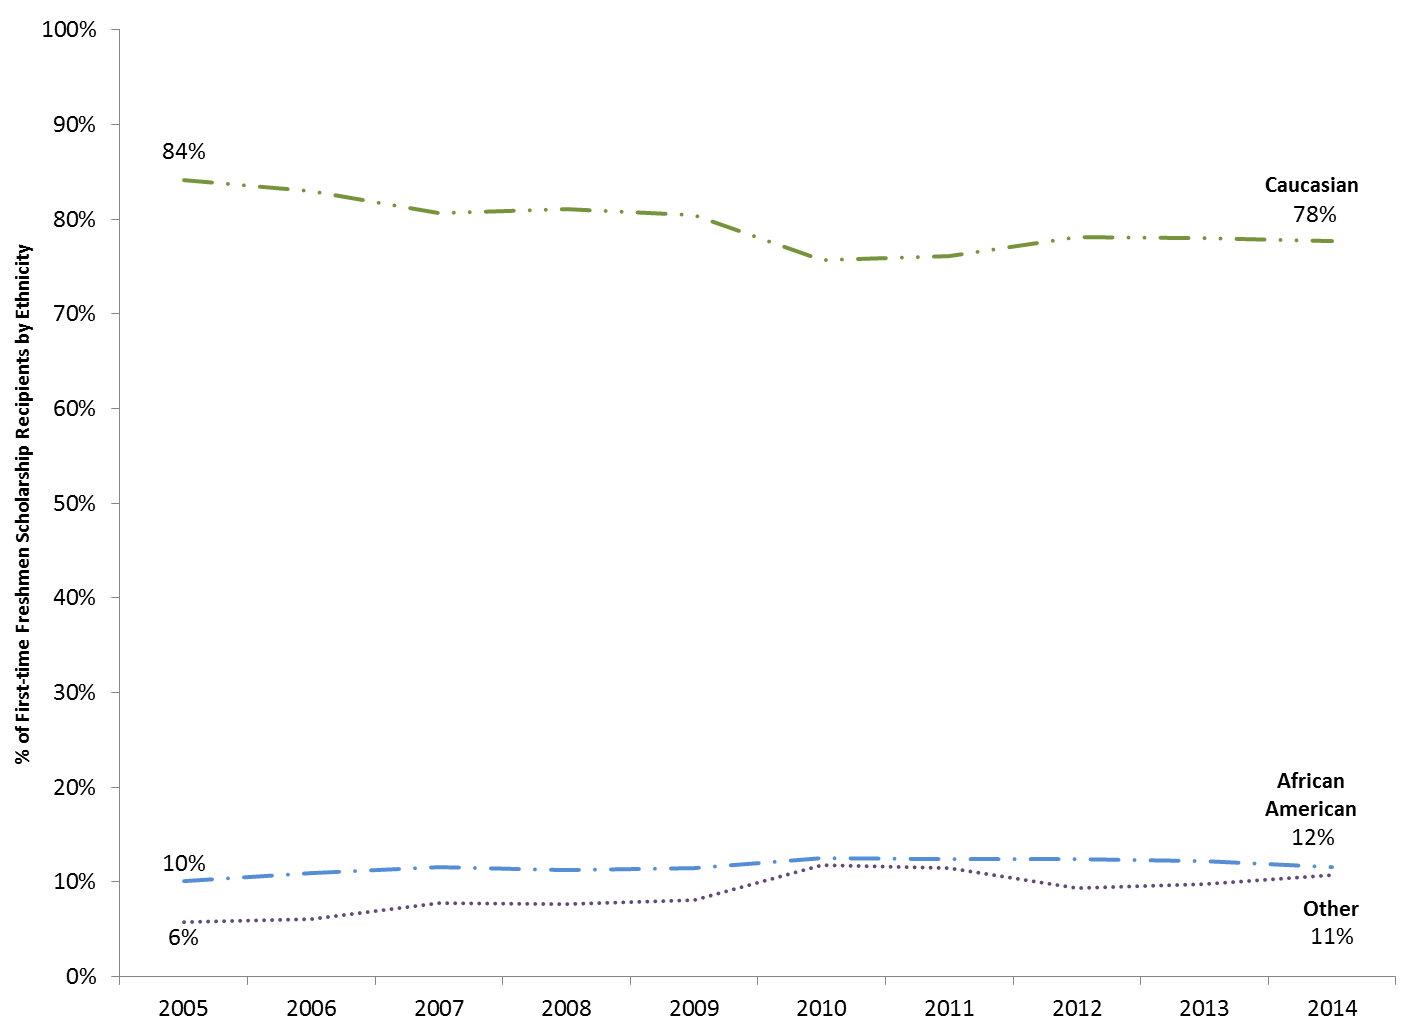 % of First-time Freshmen Scholarship Recipients by Ethnicity
100%
90%
80%
70%
60%
50%
40%
30%
20%
10%
0%
84%
Caucasian
78%
African
American
12%
10%
Other
11%
6%
2005 2006 2007 2008 2009 2010 2011 2012 2013 2014